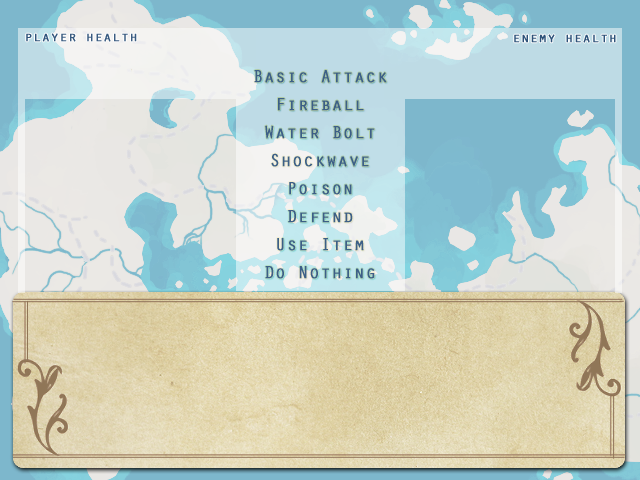 PLAYER HEALTH
ENEMY HEALTH
Basic Attack
Fireball
Water Bolt
Shockwave
Poison
Defend
Use Item
Do Nothing